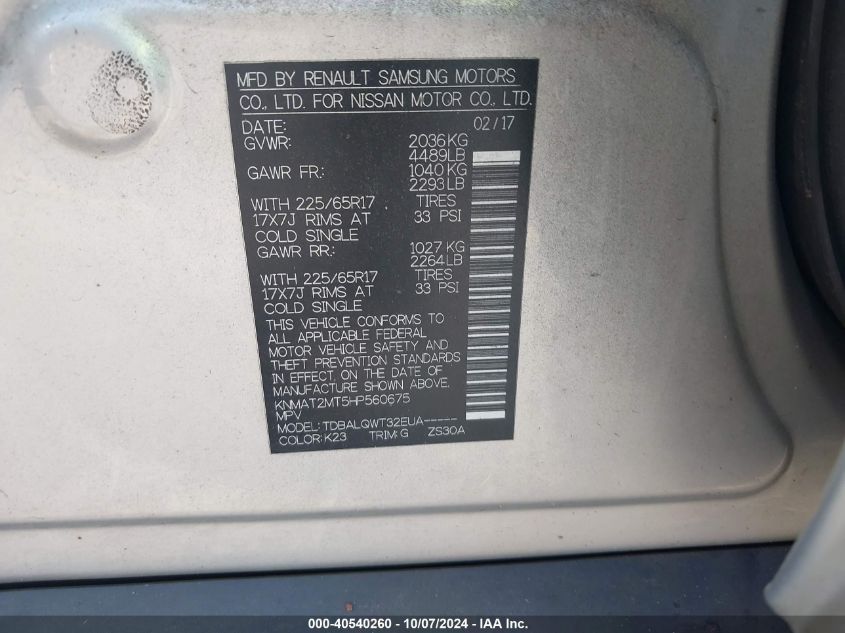 MFD BY RENAULT SAMSUNG MOTORS
CO., LTD. FOR NISSAN MOTOR CO., LTD.
DATE: 02/17
GVWR: 2036KG
4489LB
GAWR FR: 1040KG
2293LB
WITH 225/65R17 TIRES
17X7J RIMS AT 33 PSI
COLD SINGLE
GAWR RR: 1027 KG
2264LB
WITH 225/65R17 TIRES
17X7J RIMS AT 33 PSI
COLD SINGLE
THIS VEHICLE CONFORMS TO
ALL APPLICABLE FEDERAL
MOTOR VEHICLE SAFETY AND
THEFT PREVENTION STANDARDS
IN EFFECT ON THE DATE OF
MANUFACTURE SHOWN ABOVE.
KNMAT2MT5HP560675
MPV
MODEL:TDBALQWT32EUA-----
COLOR:K23 TRIM:G ZS30A
000-40540260 - 10/07/2024 - IAA, Inc.